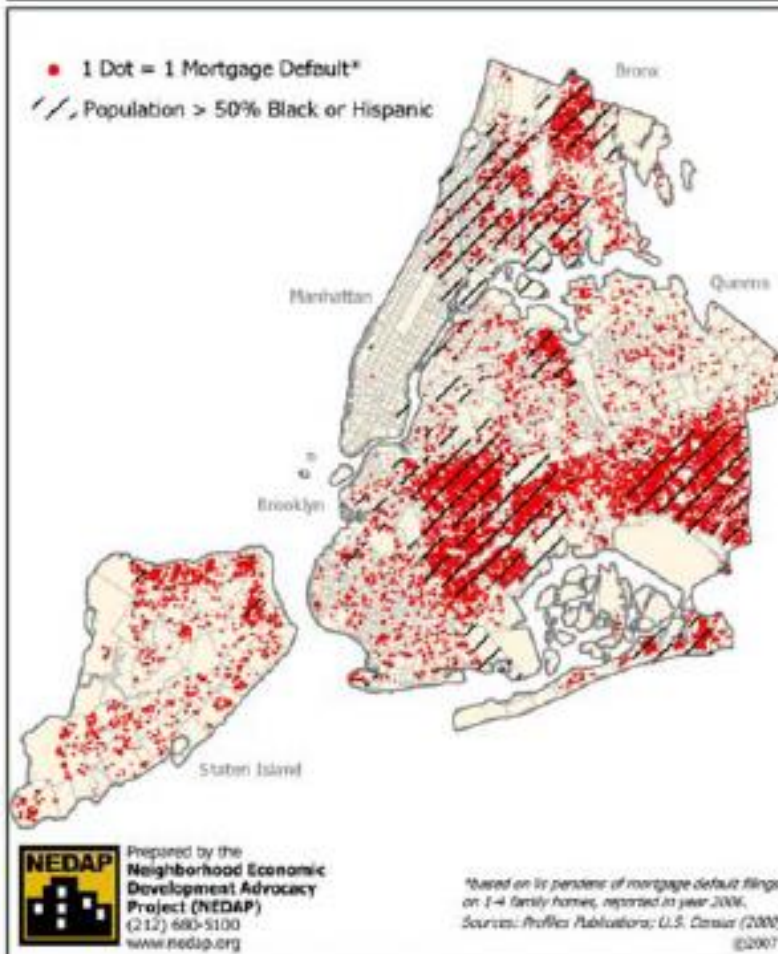 1 Dot = 1 Mortgage Default*
Population > 50% Black or Hispanic
Bronx
Manhattan
Queens
Brooklyn
Staten Island
NEDAP
Prepared by the
Neighborhood Economic
Development Advocacy
Project (NEDAP)
(212) 680-5100
www.nedap.org
*based on lis pendens of mortgage default filings
on 1-4 family homes, reported in year 2006.
Sources: Profiles Publications; U.S. Census (2000)
©2007